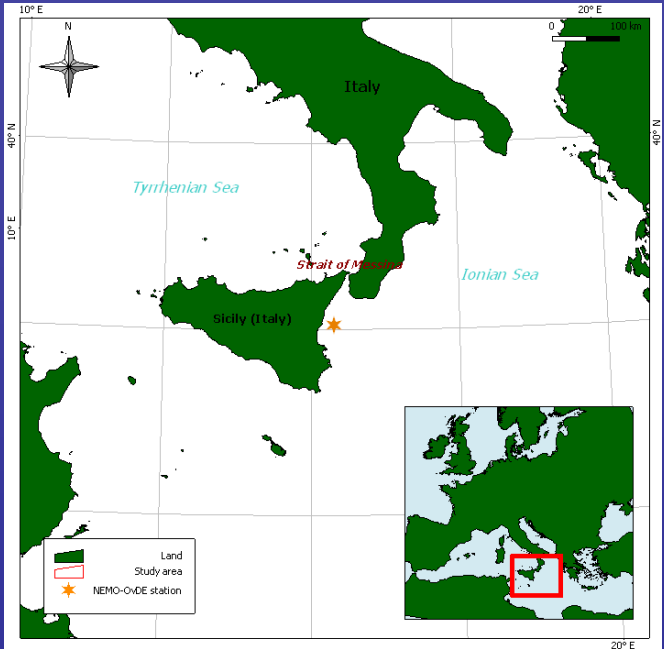 10° E
20° E
N
0 100 km
Italy
40° N
40° N
Tyrrhenian Sea
10° E
Strait of Messina
Ionian Sea
Sicily (Italy)
Land
Study area
NEMO-OvDE station
20° E